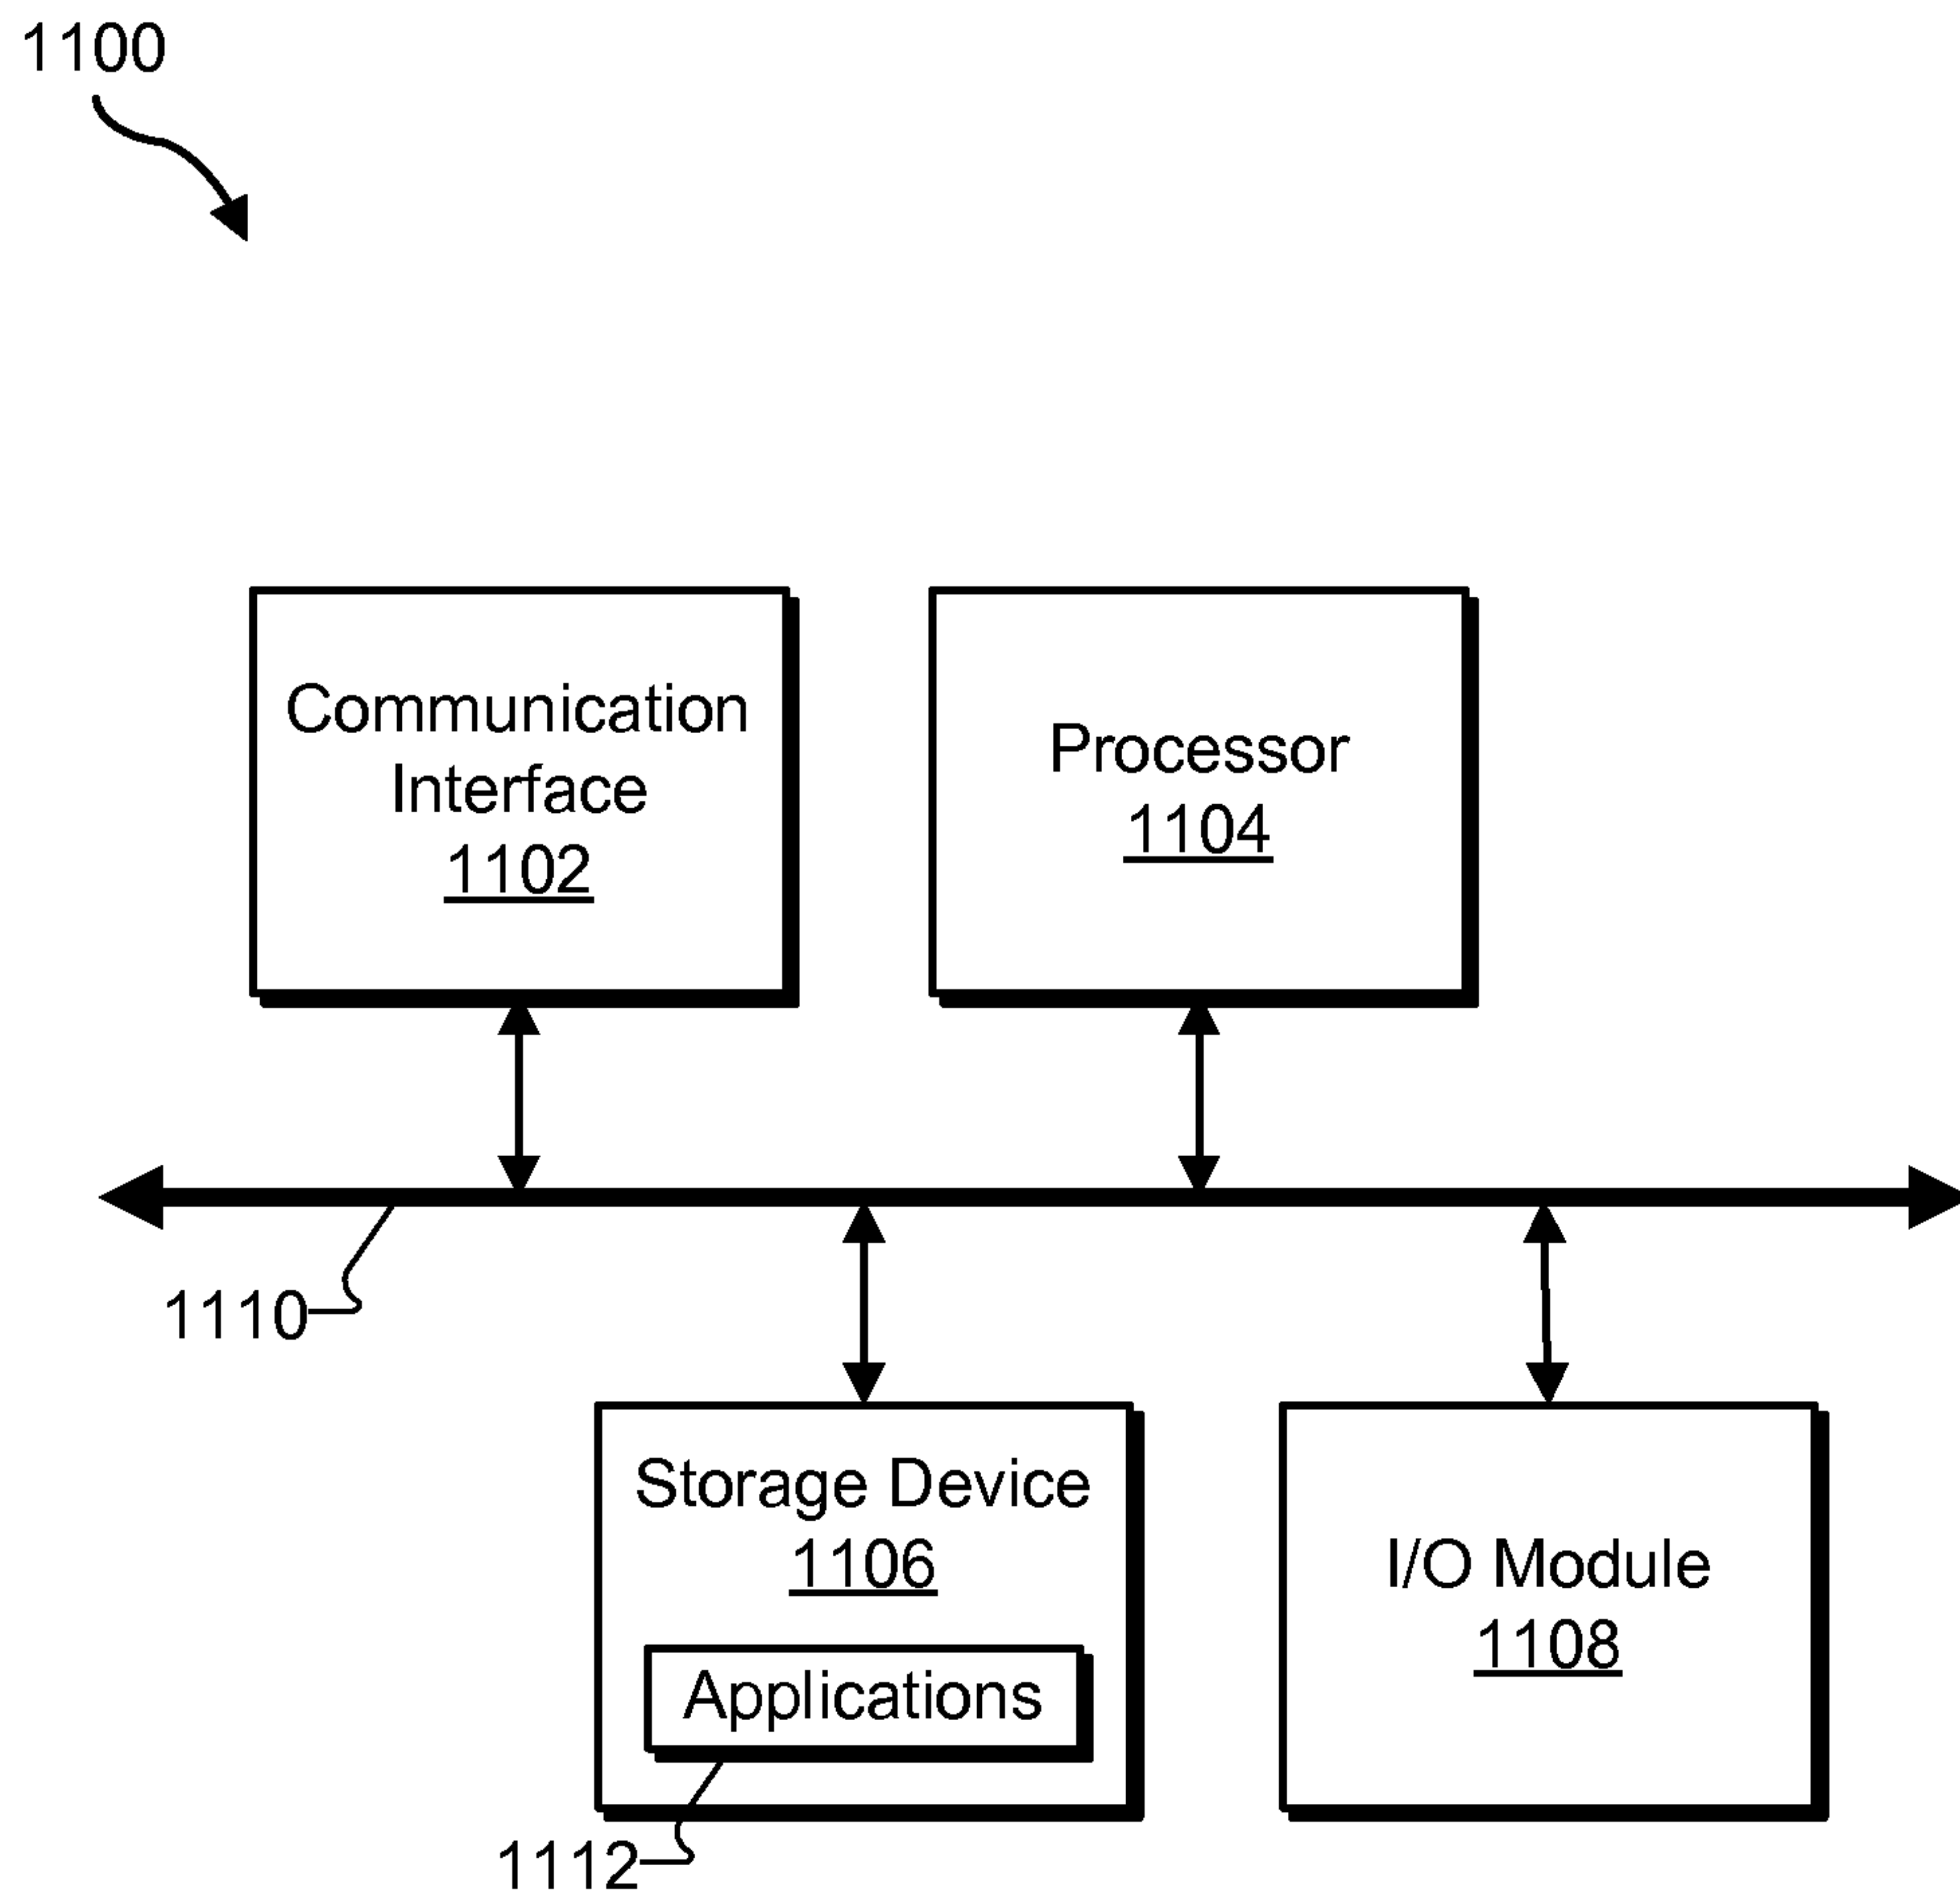 1100
Communication
Interface
1102
Processor
1104
1110
Storage Device
1106
Applications
1112
I/O Module
1108